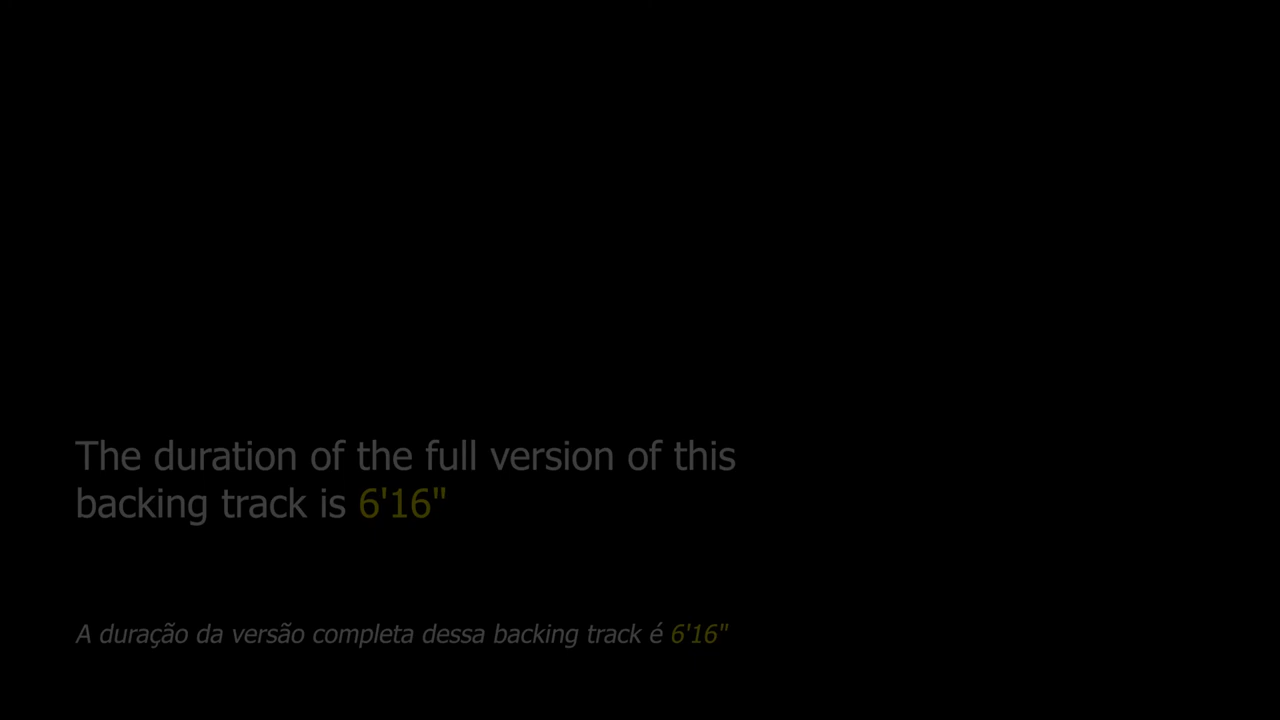 The duration of the full version of this
backing track is 6'16"
A duração da versão completa dessa backing track é 6'16"